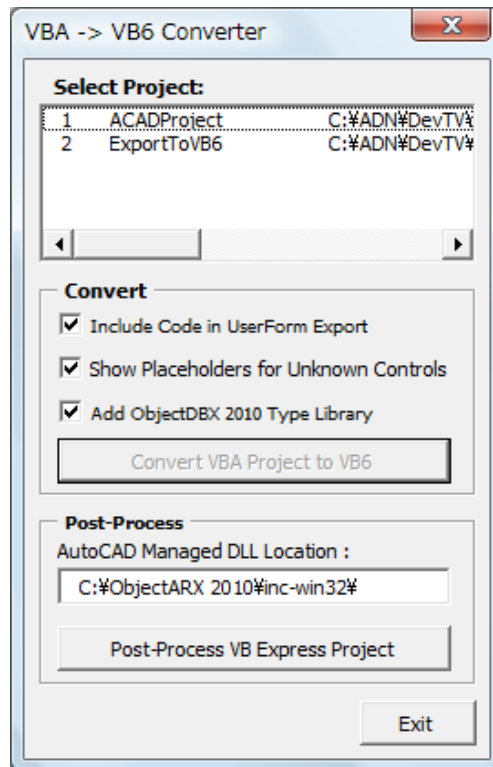 VBA -> VB6 Converter
Select Project:
1 ACADProject C:¥ADN¥DevTV¥
2 ExportToVB6 C:¥ADN¥DevTV¥
Convert
Include Code in UserForm Export
Show Placeholders for Unknown Controls
Add ObjectDBX 2010 Type Library
Convert VBA Project to VB6
Post-Process
AutoCAD Managed DLL Location :
C:¥ObjectARX 2010¥inc-win32¥
Post-Process VB Express Project
Exit